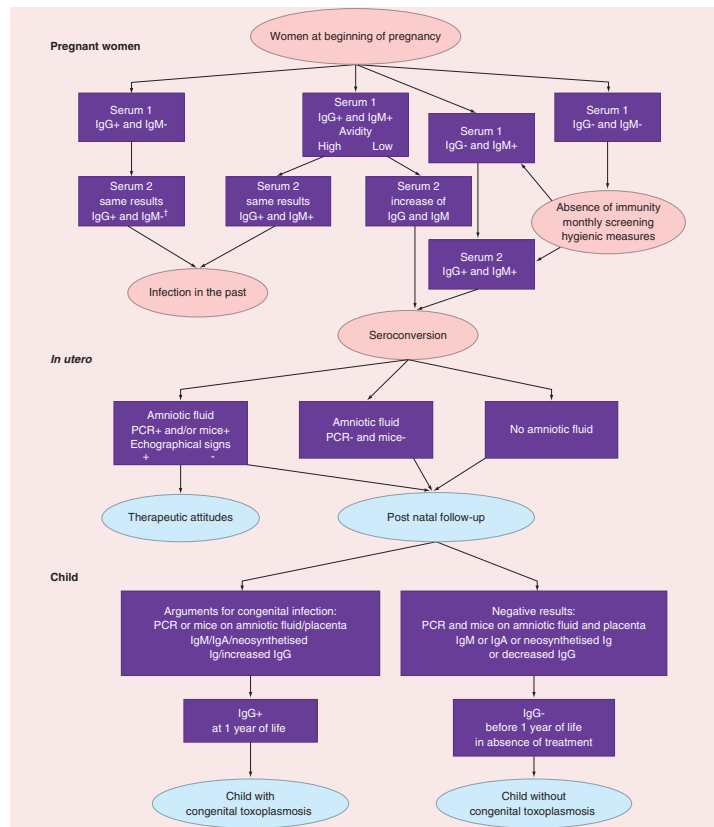 Pregnant women
Women at beginning of pregnancy
Serum 1
IgG+ and IgM-
Serum 1
IgG+ and IgM+
Avidity
High Low
Serum 1
IgG- and IgM+
Serum 1
IgG- and IgM-
Serum 2
same results
IgG+ and IgM-†
Serum 2
same results
IgG+ and IgM+
Serum 2
increase of
IgG and IgM
Absence of immunity
monthly screening
hygienic measures
Serum 2
IgG+ and IgM+
Infection in the past
Seroconversion
In utero
Amniotic fluid
PCR+ and/or mice+
Echographical signs
+ -
Amniotic fluid
PCR- and mice-
No amniotic fluid
Therapeutic attitudes
Post natal follow-up
Child
Arguments for congenital infection:
PCR or mice on amniotic fluid/placenta
IgM/IgA/neosynthetised
Ig/increased IgG
Negative results:
PCR and mice on amniotic fluid and placenta
IgM or IgA or neosynthetised Ig
or decreased IgG
IgG+
at 1 year of life
IgG-
before 1 year of life
in absence of treatment
Child with
congenital toxoplasmosis
Child without
congenital toxoplasmosis